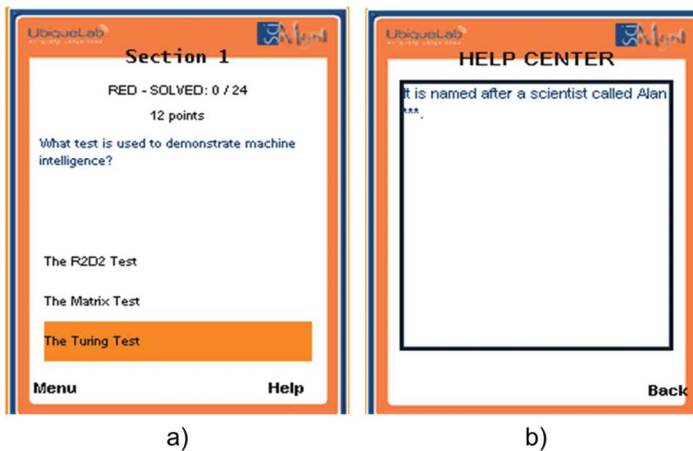 UbiqueLab
Section 1
RED - SOLVED: 0 / 24
12 points
What test is used to demonstrate machine
intelligence?
The R2D2 Test
The Matrix Test
The Turing Test
Menu Help
a)
UbiqueLab
HELP CENTER
It is named after a scientist called Alan
***.
Back
b)